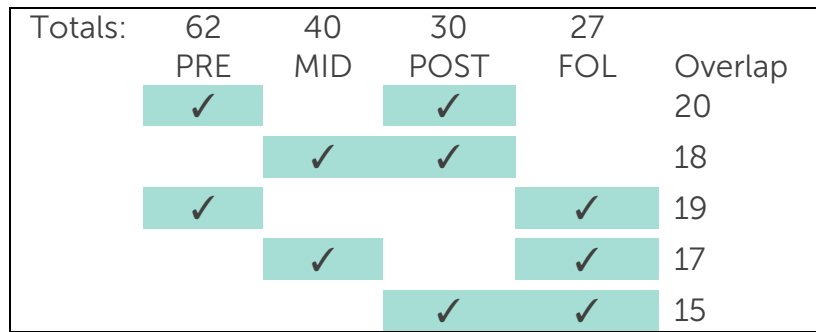 Totals: 62 40 30 27
PRE MID POST FOL Overlap
✓ ✓ 20
✓ ✓ 18
✓ ✓ 19
✓ ✓ 17
✓ ✓ 15